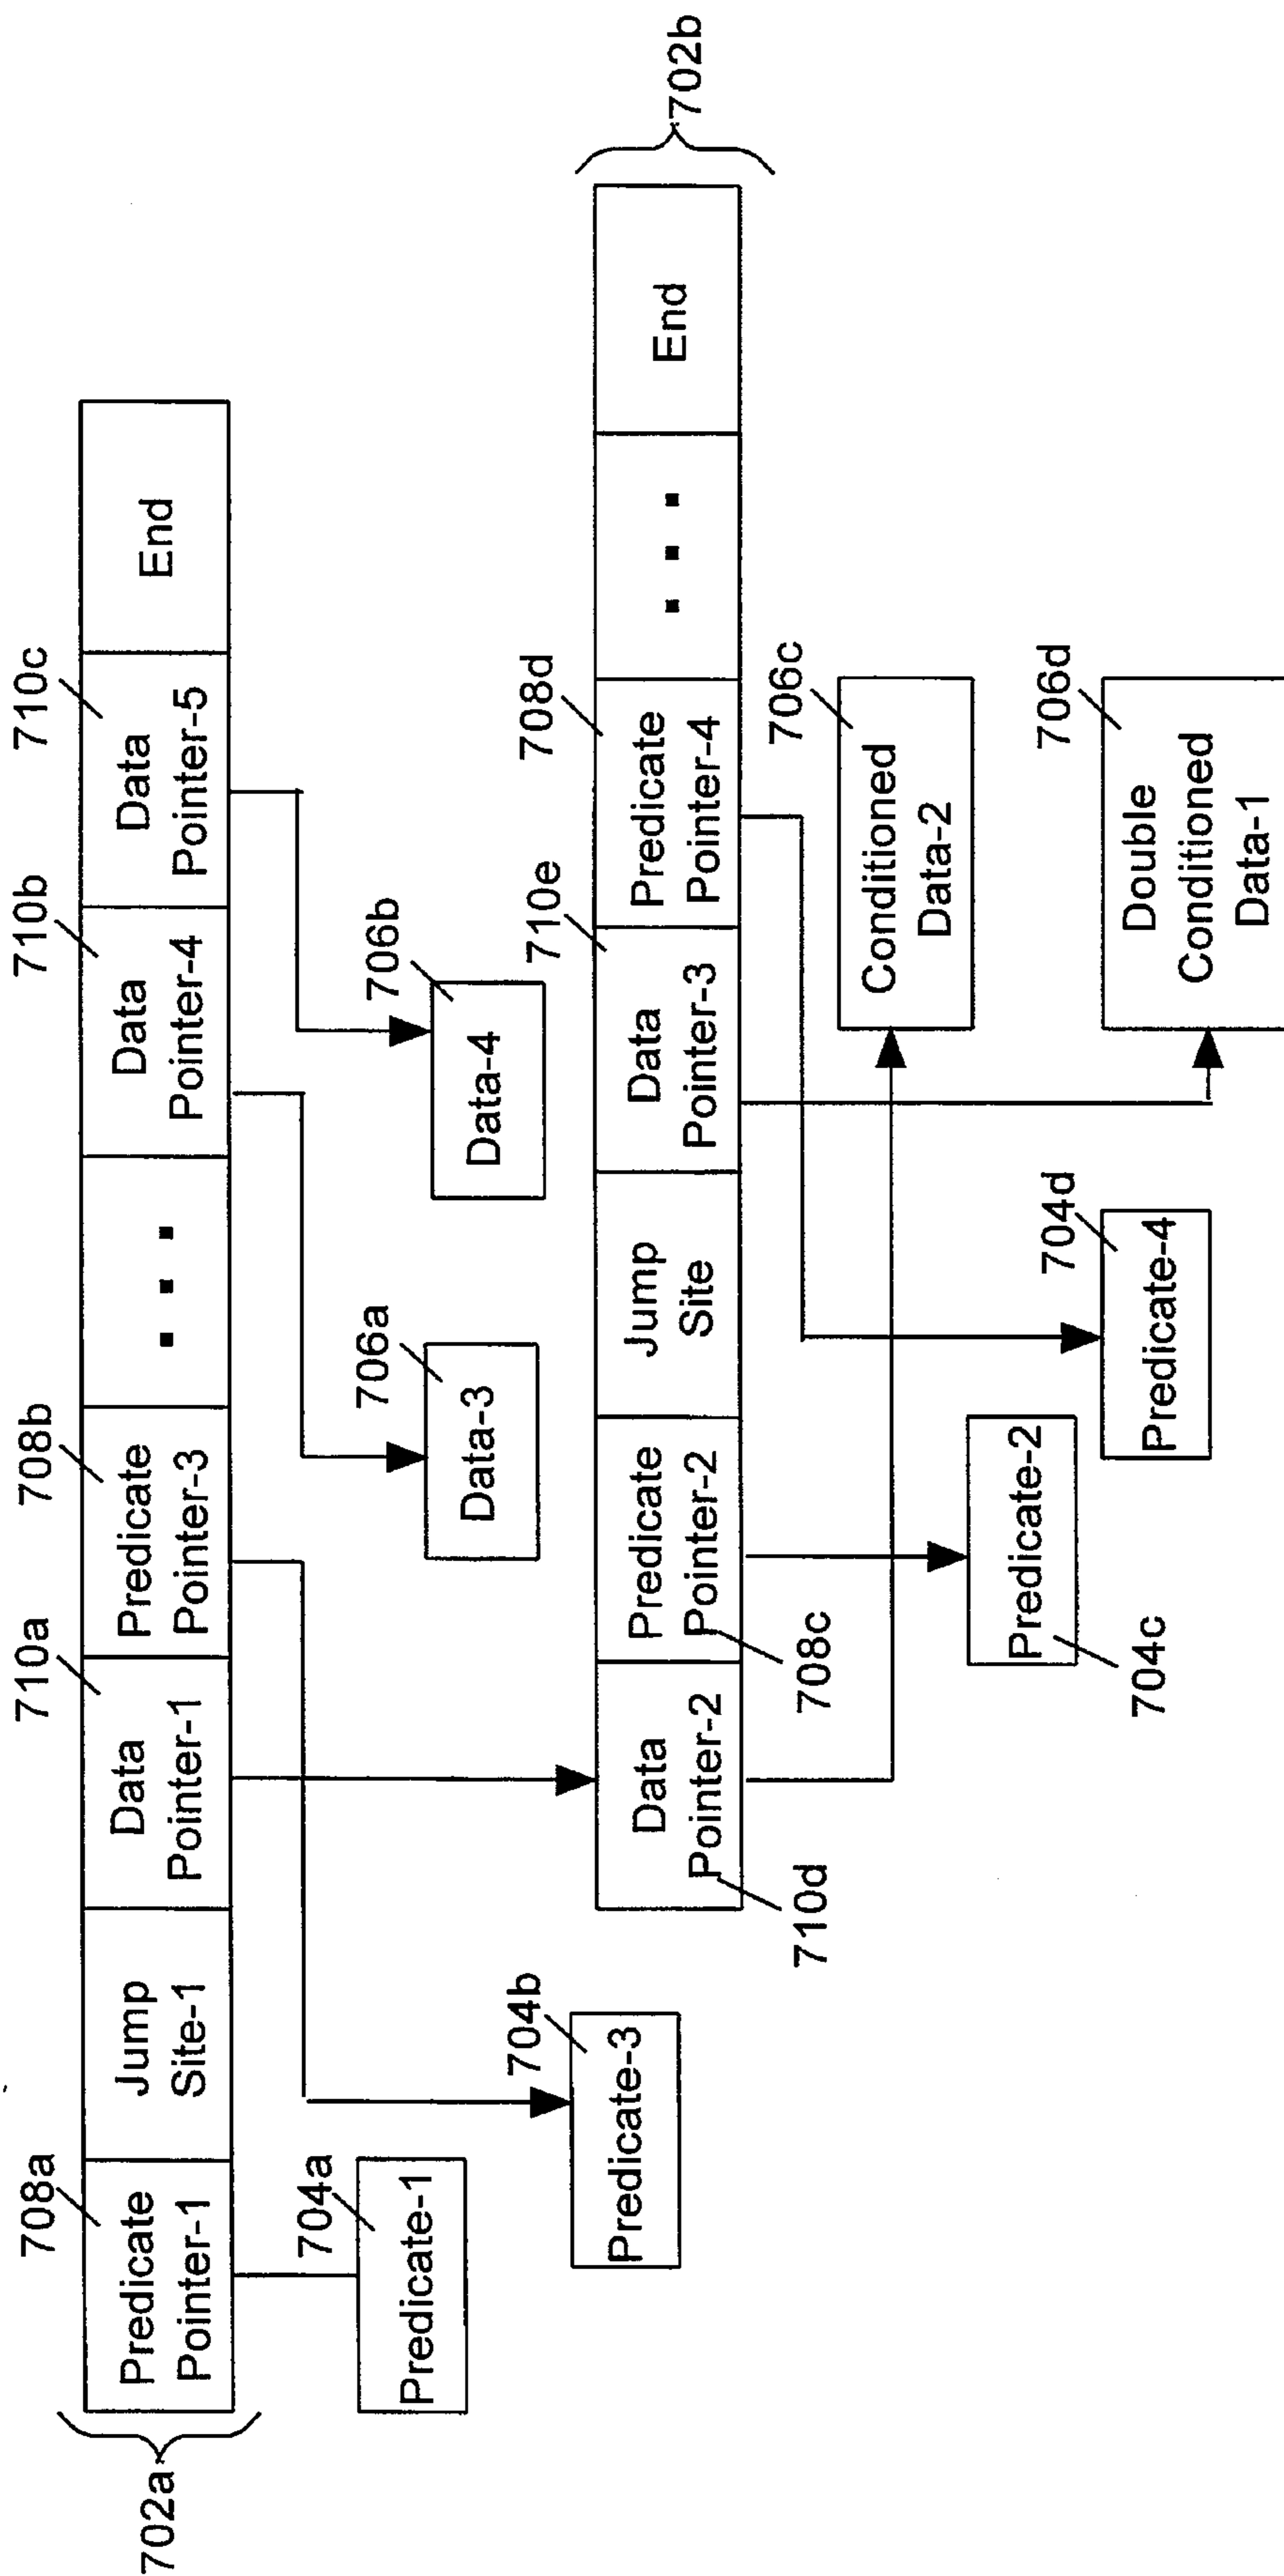 708a
710a
708b
710b
710c
702a
Predicate
Pointer-1
Jump
Site-1
Data
Pointer-1
Predicate
Pointer-3
...
Data
Pointer-4
Data
Pointer-5
End
704a
Predicate-1
704b
Predicate-3
706a
Data-3
706b
Data-4
710e
708d
702b
Data
Pointer-2
Predicate
Pointer-2
Jump
Site
Data
Pointer-3
Predicate
Pointer-4
...
End
710d
708c
706c
Conditioned
Data-2
Predicate-2
704c
704d
Predicate-4
706d
Double
Conditioned
Data-1